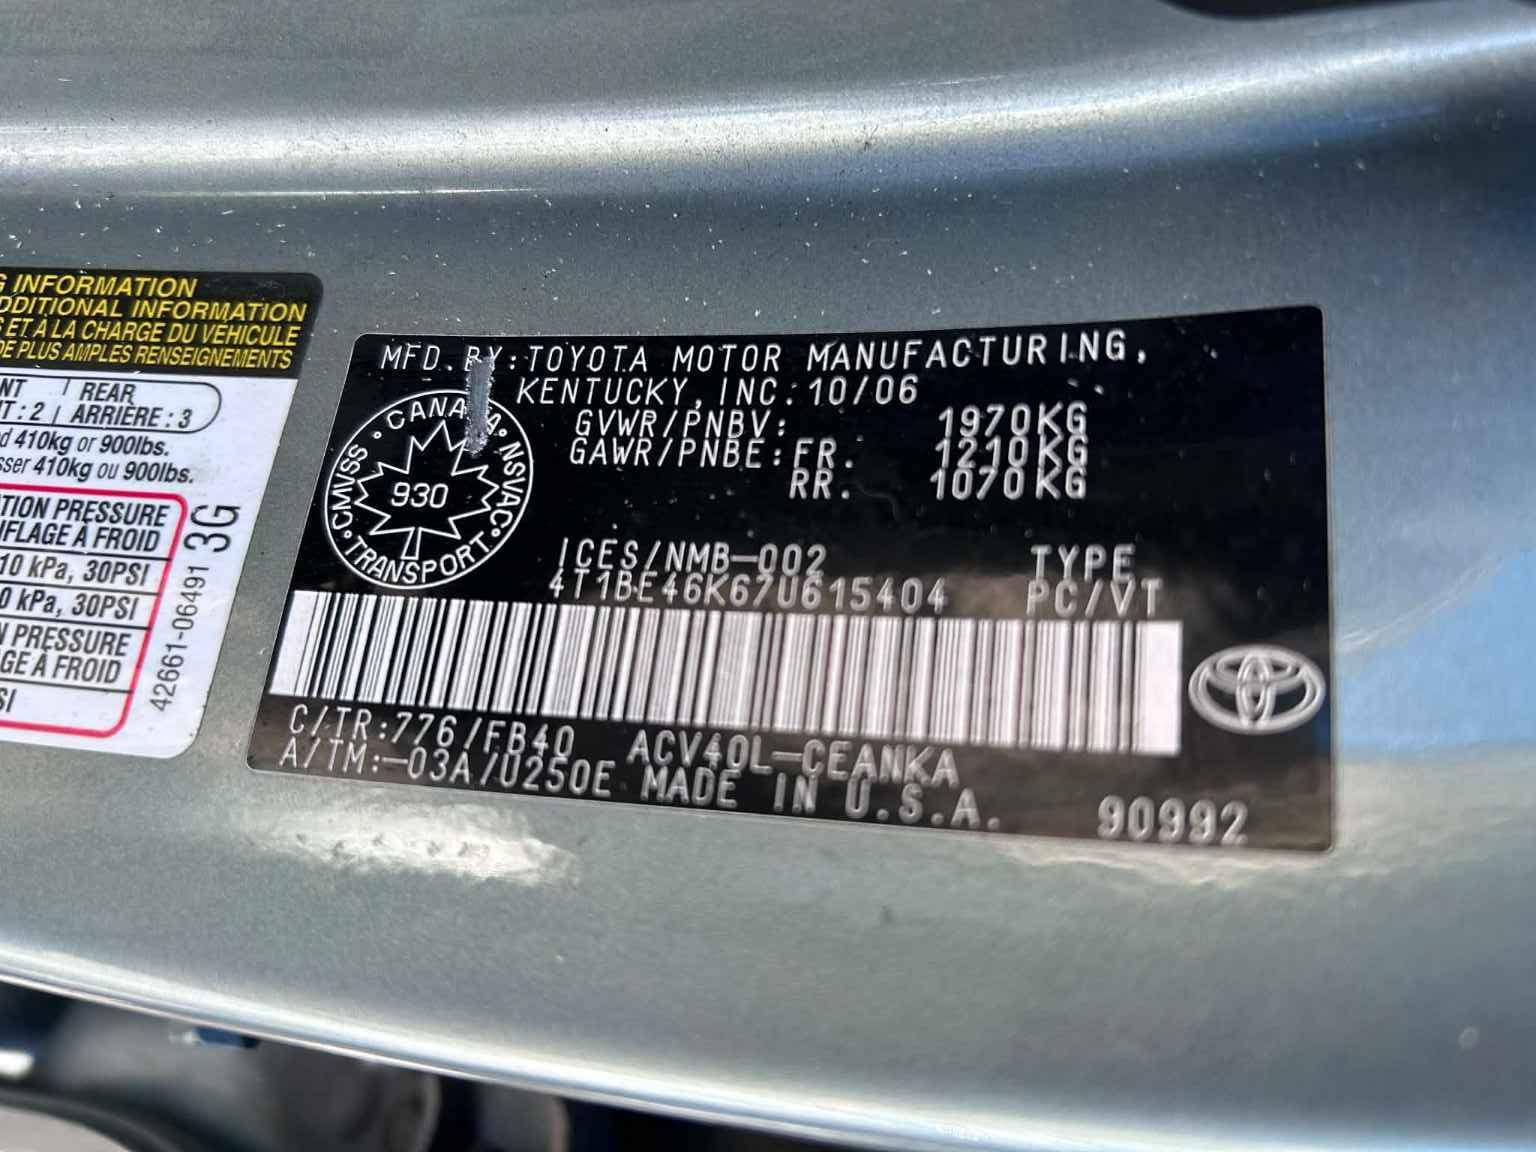 G INFORMATION
DDITIONAL INFORMATION
S ET À LA CHARGE DU VÉHICULE
DE PLUS AMPLES RENSEIGNEMENTS
NT | REAR
T : 2 | ARRIÈRE : 3
d 410kg or 900lbs.
sser 410kg ou 900lbs.
TION PRESSURE
FLAGE À FROID
10 kPa, 30PSI
0 kPa, 30PSI
N PRESSURE
GE À FROID
SI
42661-06491 3G
MFD. BY: TOYOTA MOTOR MANUFACTURING,
KENTUCKY, INC. 10/06
GVWR/PNBV: 1970KG
GAWR/PNBE: FR. 1210KG
RR. 1070KG
CMVSS • CANADA • NSVAC • TRANSPORT •
930
ICES/NMB-002 TYPE
4T1BE46K67U615404 PC/VT
C/TR:776/FB40 ACV40L-CEANKA
A/TM:-03A/U250E MADE IN U.S.A. 90992